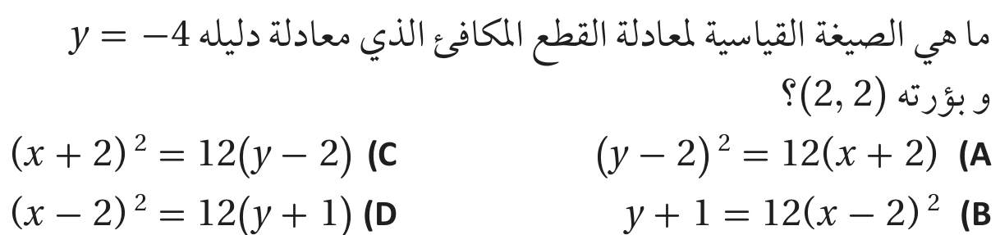 ما هي الصيغة القياسية لمعادلة القطع المكافئ الذي معادلة دليله y = −4
و بؤرته (2, 2)؟
A) (y − 2)² = 12(x + 2) C) (x + 2)² = 12(y − 2)
B) y + 1 = 12(x − 2)² D) (x − 2)² = 12(y + 1)